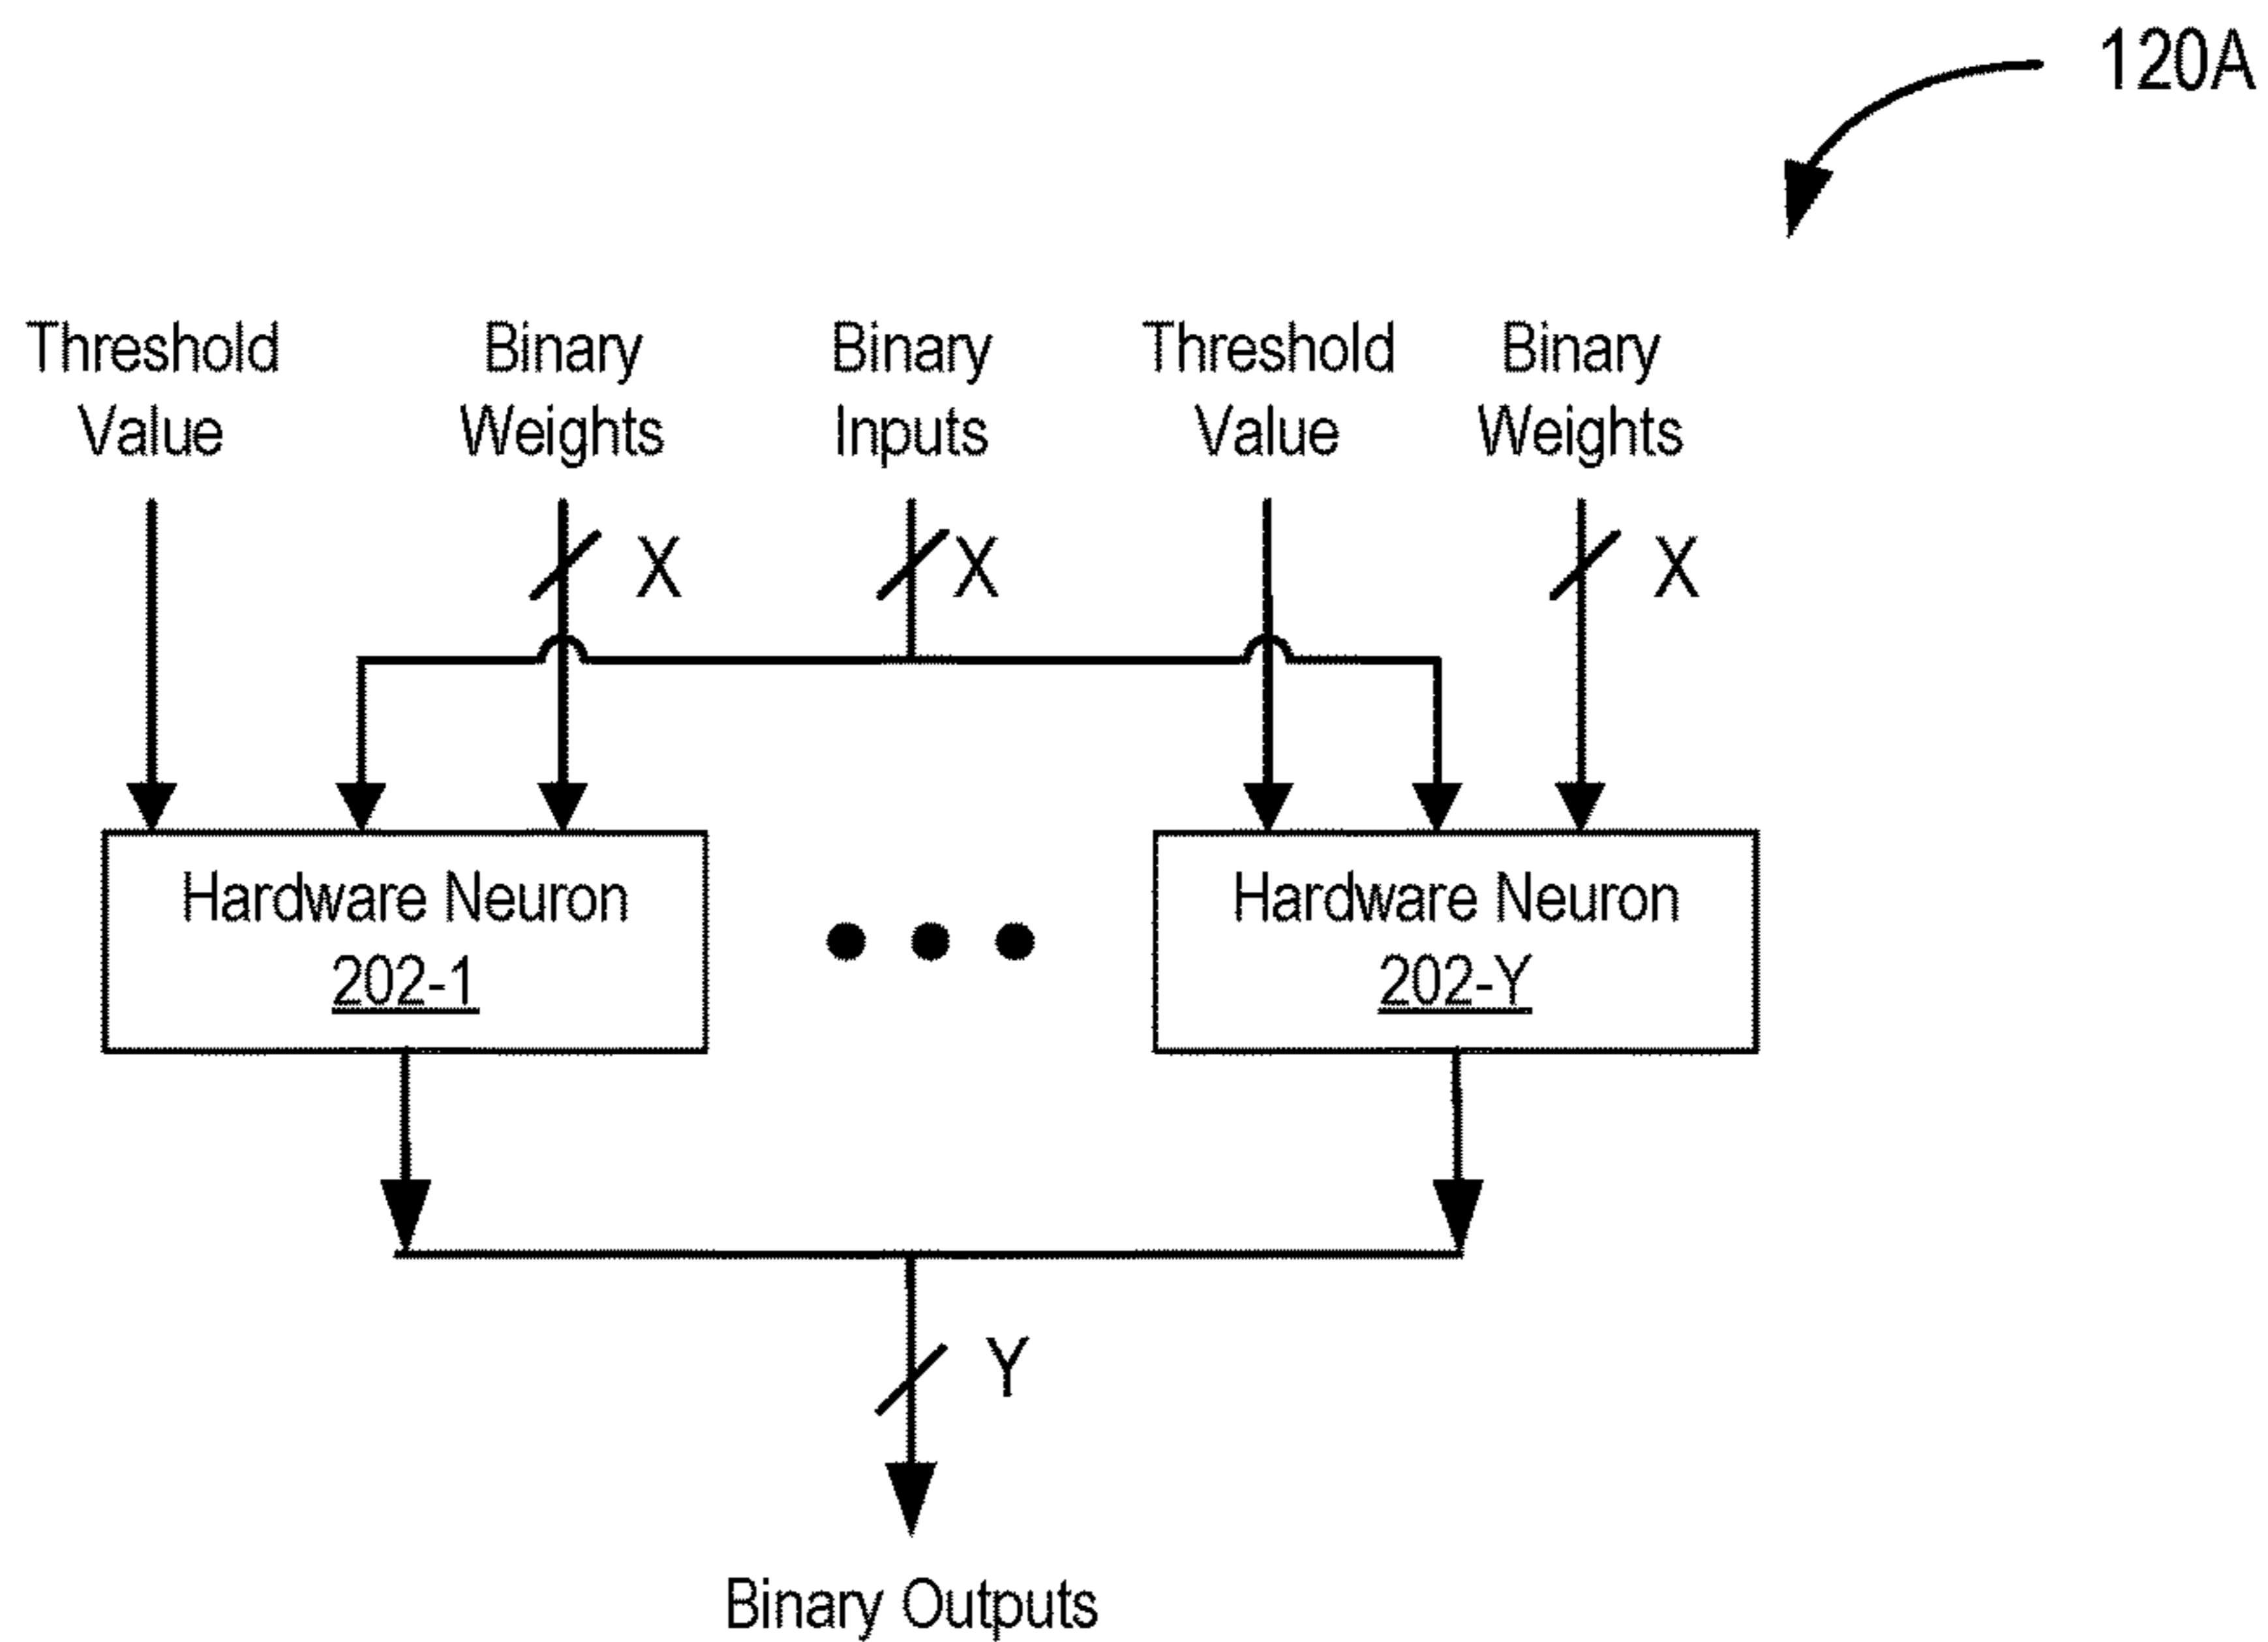 120A
Threshold Value
Binary Weights
Binary Inputs
Threshold Value
Binary Weights
X
X
X
Hardware Neuron
202-1
Hardware Neuron
202-Y
Y
Binary Outputs